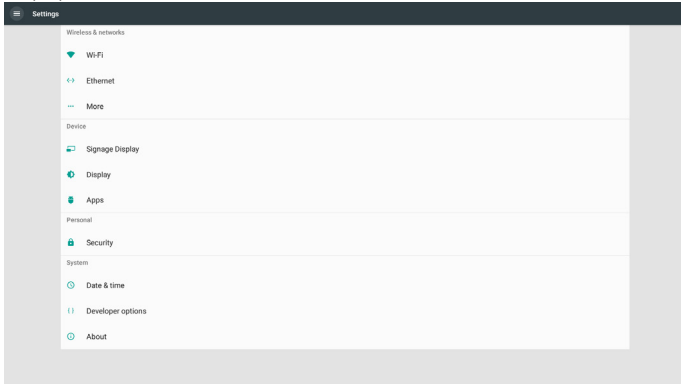 Settings
Wireless & networks
Wi-Fi
Ethernet
More
Device
Signage Display
Display
Apps
Personal
Security
System
Date & time
Developer options
About